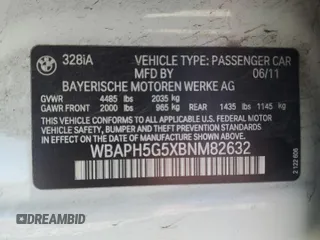 328iA
VEHICLE TYPE: PASSENGER CAR
MFD BY
06/11
BAYERISCHE MOTOREN WERKE AG
GVWR 4485 lbs 2035 kg
GAWR FRONT 2000 lbs 965 kg REAR 1435 lbs 1145 kg
THIS VEHICLE CONFORMS TO ALL APPLICABLE FEDERAL
MOTOR VEHICLE SAFETY, BUMPER, AND THEFT PREVENTION
STANDARDS IN EFFECT ON THE DATE OF MANUFACTURE
SHOWN ABOVE.
WBAPH5G5XBNM82632
DREAMBID
dreambid.com